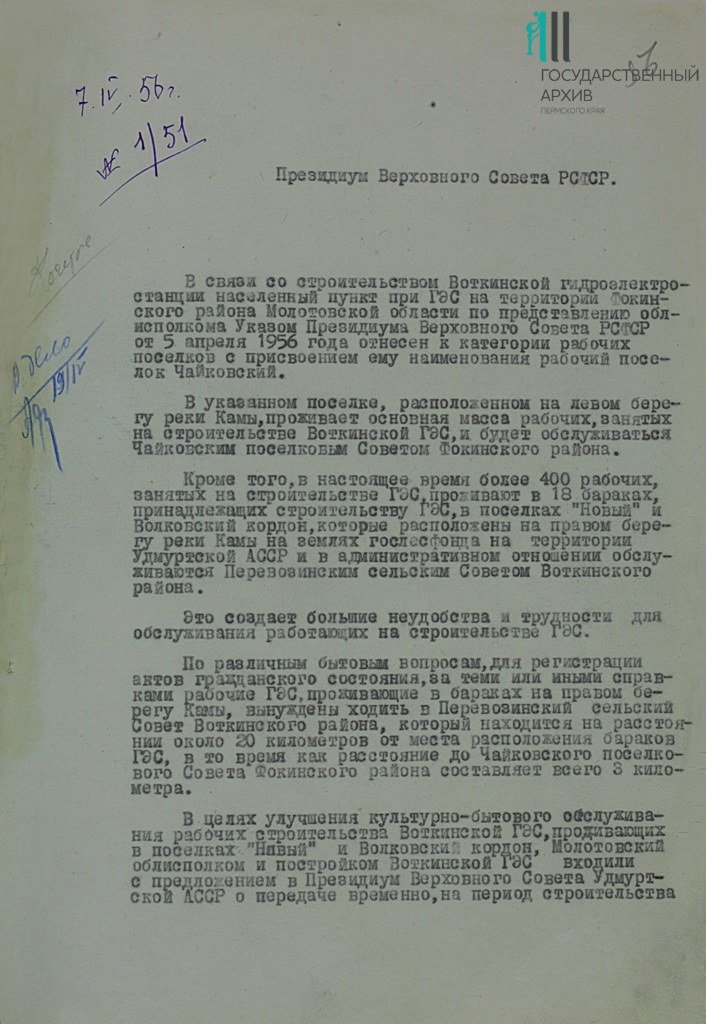 ГОСУДАРСТВЕННЫЙ
АРХИВ
ПЕРМСКОГО КРАЯ
7.IV.56г.
№ 1/51
Президиум Верховного Совета РСФСР.
В связи со строительством Воткинской гидроэлектро-
станции населенный пункт при ГЭС на территории Фокин-
ского района Молотовской области по представлению обл-
исполкома Указом Президиума Верховного Совета РСФСР
от 5 апреля 1956 года отнесен к категории рабочих
поселков с присвоением ему наименования рабочий посе-
лок Чайковский.
В указанном поселке, расположенном на левом бере-
гу реки Камы,проживает основная масса рабочих,занятых
на строительстве Воткинской ГЭС,и будет обслуживаться
Чайковским поселковым Советом Фокинского района.
Кроме того,в настоящее время более 400 рабочих,
занятых на строительстве ГЭС,проживают в 18 бараках,
принадлежащих строительству ГЭС,в поселках "Новый" и
Волковский кордон,которые расположены на правом бере-
гу реки Камы на землях гослесфонда на территории
Удмуртской АССР и в административном отношении обслу-
живаются Перевозинским сельским Советом Воткинского
района.
Это создает большие неудобства и трудности для
обслуживания работающих на строительстве ГЭС.
По различным бытовым вопросам,для регистрации
актов гражданского состояния,за теми или иными справ-
ками рабочие ГЭС,проживающие в бараках на правом бе-
регу Камы, вынуждены ходить в Перевозинский сельский
Совет Воткинского района, который находится на расстоя-
нии около 20 километров от места расположения бараков
ГЭС, в то время как расстояние до Чайковского поселко-
вого Совета Фокинского района составляет всего 3 кило-
метра.
В целях улучшения культурно-бытового обслужива-
ния рабочих строительства Воткинской ГЭС,проживающих
в поселках "Новый" и Волковский кордон, Молотовский
облисполком и постройком Воткинской ГЭС входили
с предложением в Президиум Верховного Совета Удмурт-
ской АССР о передаче временно,на период строительства
В дело
19/IV